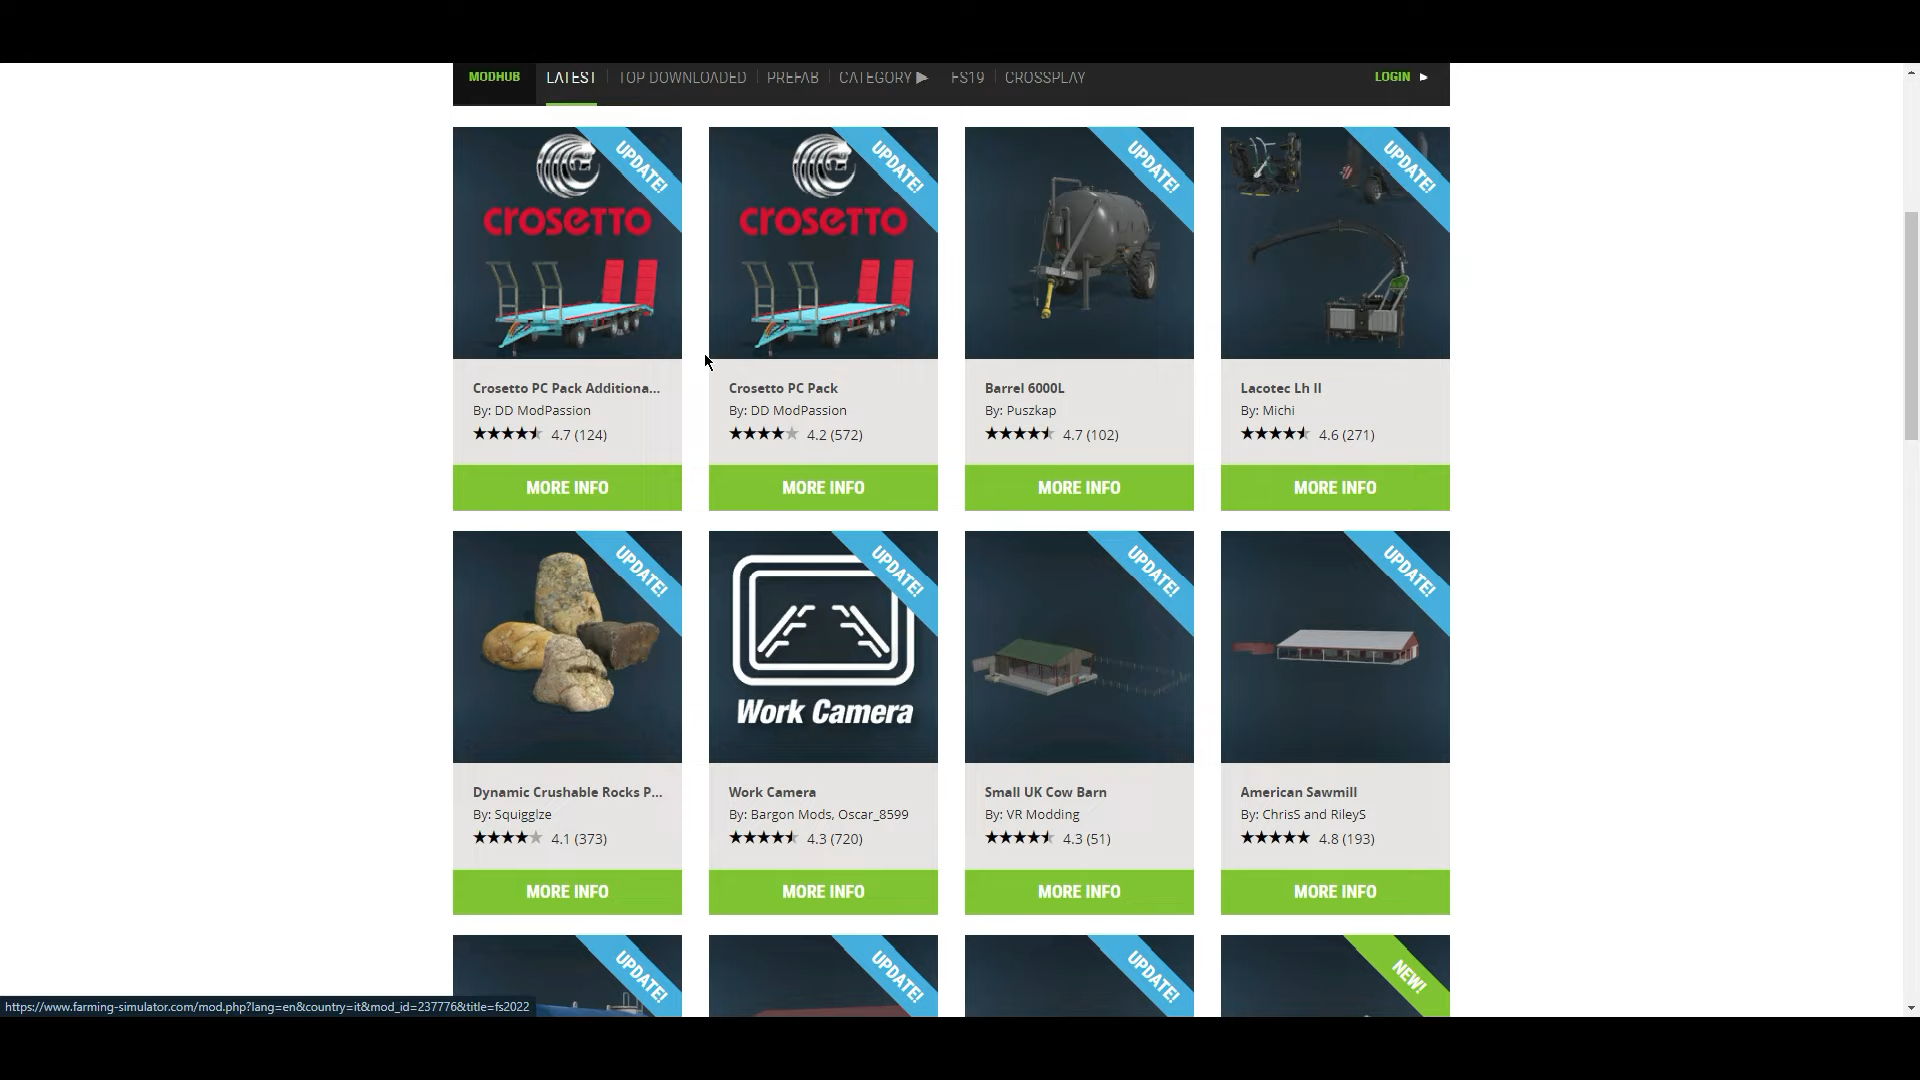 MODHUB
LATEST
TOP DOWNLOADED
PREFAB
CATEGORY ▶
FS19
CROSSPLAY
LOGIN ▶
UPDATE!
CROSETTO
UPDATE!
CROSETTO
UPDATE!
UPDATE!
Crosetto PC Pack Additiona...
By: DD ModPassion
★★★★★ 4.7 (124)
MORE INFO
Crosetto PC Pack
By: DD ModPassion
★★★★★ 4.2 (572)
MORE INFO
Barrel 6000L
By: Puszkap
★★★★★ 4.7 (102)
MORE INFO
Lacotec Lh II
By: Michi
★★★★★ 4.6 (271)
MORE INFO
UPDATE!
UPDATE!
Work Camera
UPDATE!
UPDATE!
Dynamic Crushable Rocks P...
By: Squigglze
★★★★★ 4.1 (373)
MORE INFO
Work Camera
By: Bargon Mods, Oscar_8599
★★★★★ 4.3 (720)
MORE INFO
Small UK Cow Barn
By: VR Modding
★★★★★ 4.3 (51)
MORE INFO
American Sawmill
By: ChrisS and RileyS
★★★★★ 4.8 (193)
MORE INFO
UPDATE!
UPDATE!
UPDATE!
NEW!
https://www.farming-simulator.com/mod.php?lang=en&country=it&mod_id=237776&title=fs2022